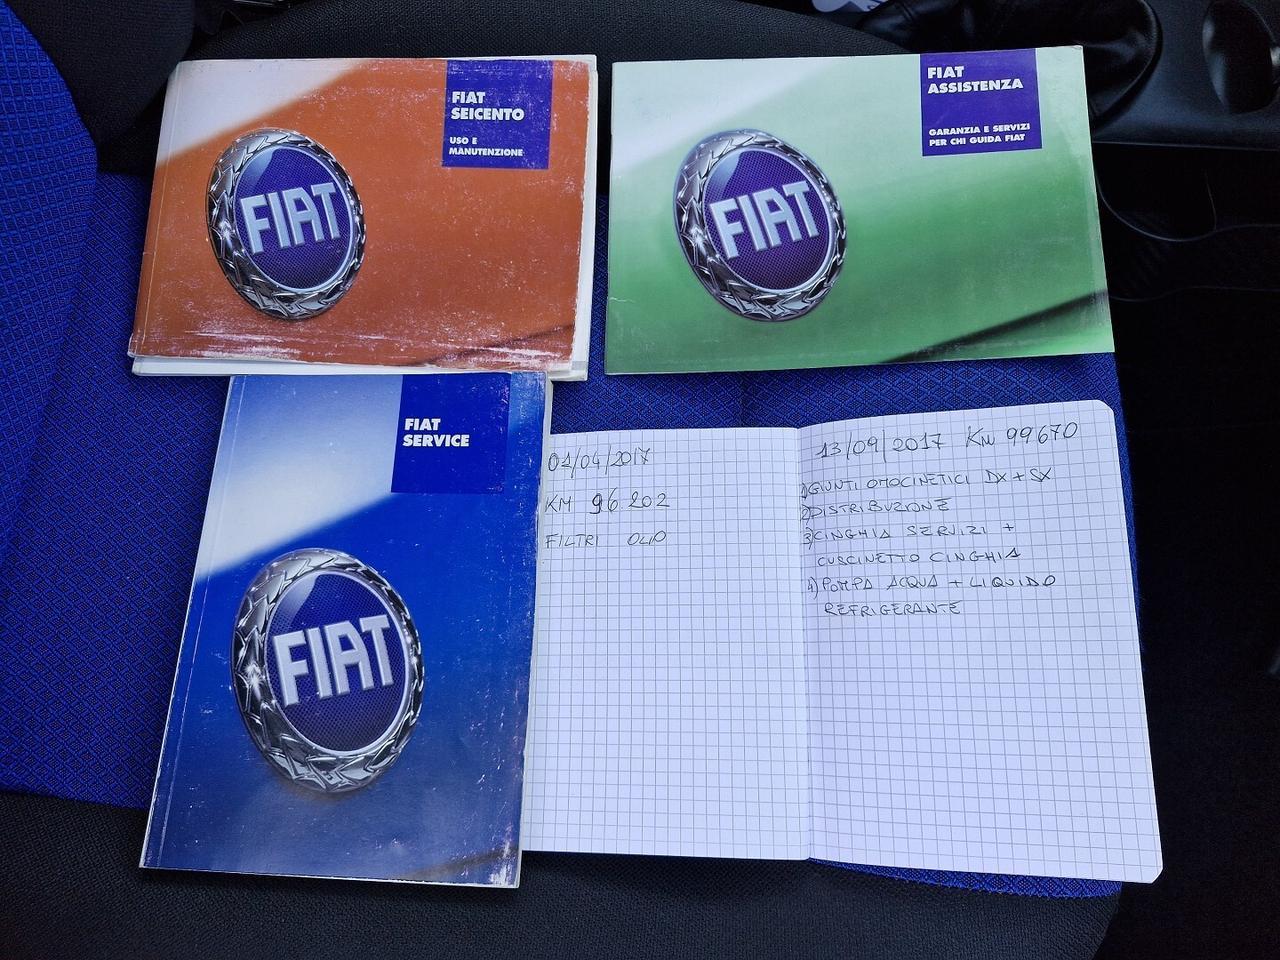 FIAT
SEICENTO
USO E
MANUTENZIONE
FIAT
FIAT
ASSISTENZA
GARANZIA E SERVIZI
PER CHI GUIDA FIAT
FIAT
FIAT
SERVICE
FIAT
01/04/2017
KM 96 202
FILTRI OLIO
13/09/2017 KM 99670
1) GIUNTI OMOCINETICI DX + SX
2) DISTRIBUZIONE
3) CINGHIA SERVIZI +
CUSCINETTO CINGHIA
4) POMPA ACQUA + LIQUIDO
REFRIGERANTE